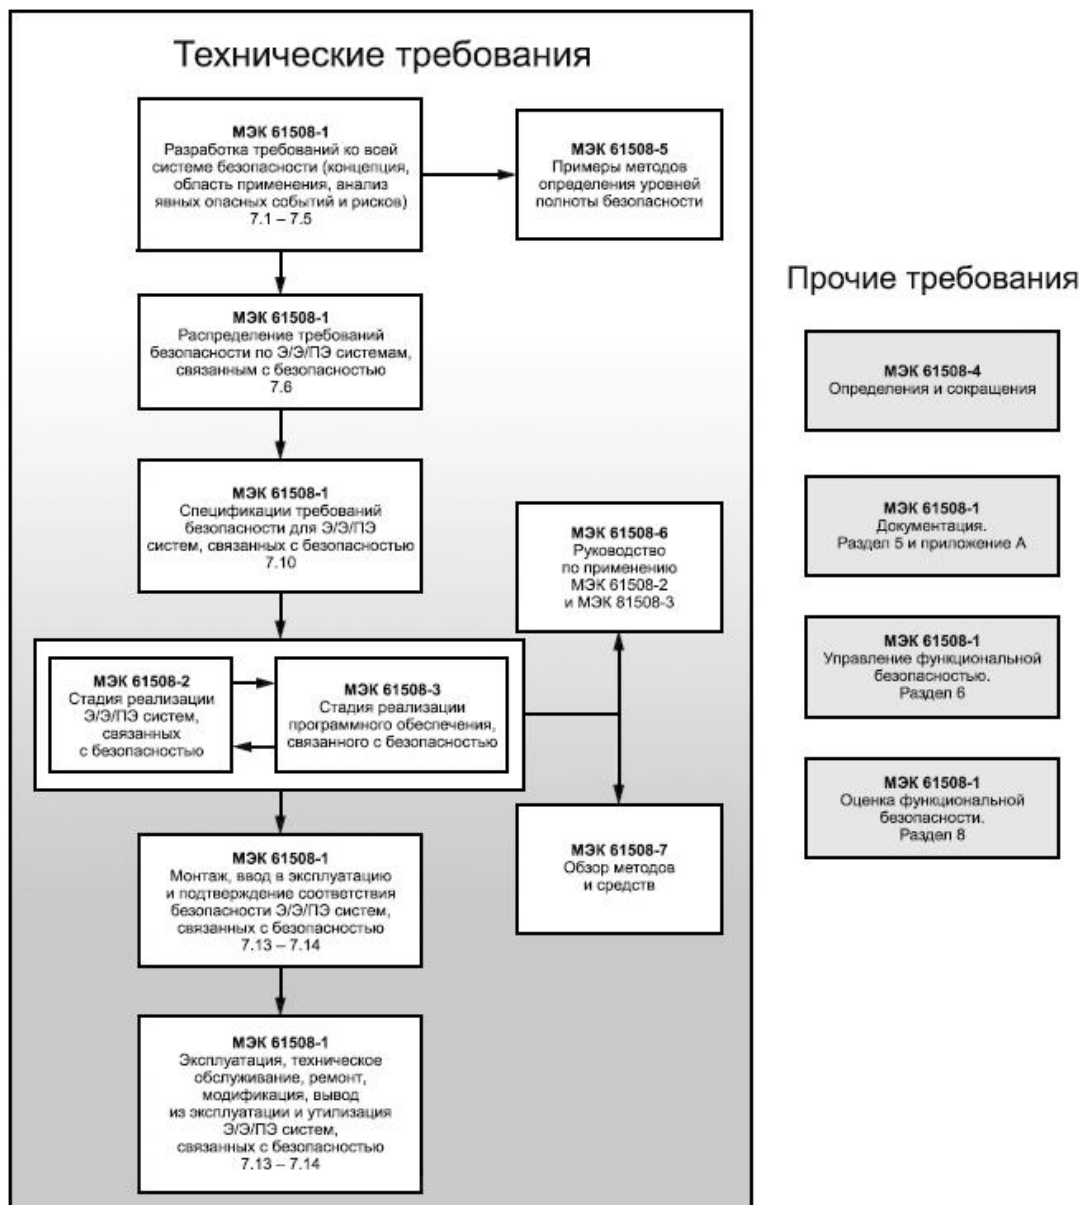 Технические требования
МЭК 61508-1
Разработка требований ко всей
системе безопасности (концепция,
область применения, анализ
явных опасных событий и рисков)
7.1 – 7.5
МЭК 61508-5
Примеры методов
определения уровней
полноты безопасности
МЭК 61508-1
Распределение требований
безопасности по Э/Э/ПЭ системам,
связанным с безопасностью
7.6
МЭК 61508-1
Спецификации требований
безопасности для Э/Э/ПЭ
систем, связанных с безопасностью
7.10
МЭК 61508-6
Руководство
по применению
МЭК 61508-2
и МЭК 81508-3
МЭК 61508-2
Стадия реализации
Э/Э/ПЭ систем,
связанных
с безопасностью
МЭК 61508-3
Стадия реализации
программного обеспечения,
связанного с безопасностью
МЭК 61508-7
Обзор методов
и средств
МЭК 61508-1
Монтаж, ввод в эксплуатацию
и подтверждение соответствия
безопасности Э/Э/ПЭ систем,
связанных с безопасностью
7.13 – 7.14
МЭК 61508-1
Эксплуатация, техническое
обслуживание, ремонт,
модификация, вывод
из эксплуатации и утилизация
Э/Э/ПЭ систем,
связанных с безопасностью
7.13 – 7.14
Прочие требования
МЭК 61508-4
Определения и сокращения
МЭК 61508-1
Документация.
Раздел 5 и приложение А
МЭК 61508-1
Управление функциональной
безопасностью.
Раздел 6
МЭК 61508-1
Оценка функциональной
безопасности.
Раздел 8